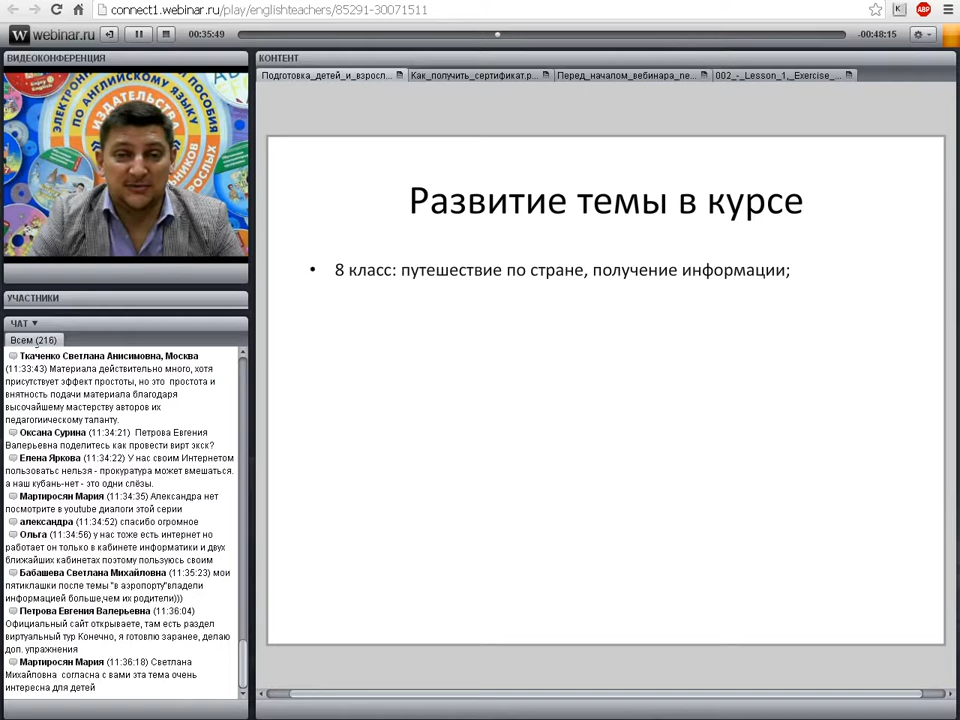 connect1.webinar.ru/play/englishteachers/85291-30071511
ABP
W webinar.ru
00:35:49
-00:48:15
ВИДЕОКОНФЕРЕНЦИЯ
ЭЛЕКТРОННЫЕ ПОСОБИЯ
ПО АНГЛИЙСКОМУ ЯЗЫКУ
ИЗДАТЕЛЬСТВА
УЧАСТНИКИ
ЧАТ
Всем (216)
Ткаченко Светлана Анисимовна, Москва
(11:33:43) Материала действительно много, хотя
присутствует эффект простоты, но это простота и
внятность подачи материала благодаря
высочайшему мастерству авторов их
педагогиическому таланту.
Оксана Сурина (11:34:21) Петрова Евгения
Валерьевна поделитесь как провести вирт экск?
Елена Яркова (11:34:22) У нас своим Интернетом
пользоватьс нельзя - прокуратура может вмешаться.
а наш кубань-нет - это одни слёзы.
Мартиросян Мария (11:34:35) Александра нет
посмотрите в youtube диалоги этой серии
александра (11:34:52) спасибо огромное
Ольга (11:34:56) у нас тоже есть интернет но
работает он только в кабинете информатики и двух
ближайших кабинетах поэтому пользуюсь своим
Бабашева Светлана Михайловна (11:35:23) мои
пятиклашки после темы "в аэропорту"владели
информацией больше,чем их родители)))
Петрова Евгения Валерьевна (11:36:04)
Официальный сайт открываете, там есть раздел
виртуальный тур Конечно, я готовлю заранее, делаю
доп. упражнения
Мартиросян Мария (11:36:18) Светлана
Михайловна согласна с вами эта тема очень
интересна для детей
КОНТЕНТ
Подготовка_детей_и_взросл...
Как_получить_сертификат.p...
Перед_началом_вебинара_пе...
002_-_Lesson_1,_Exercise_...
Развитие темы в курсе
• 8 класс: путешествие по стране, получение информации;